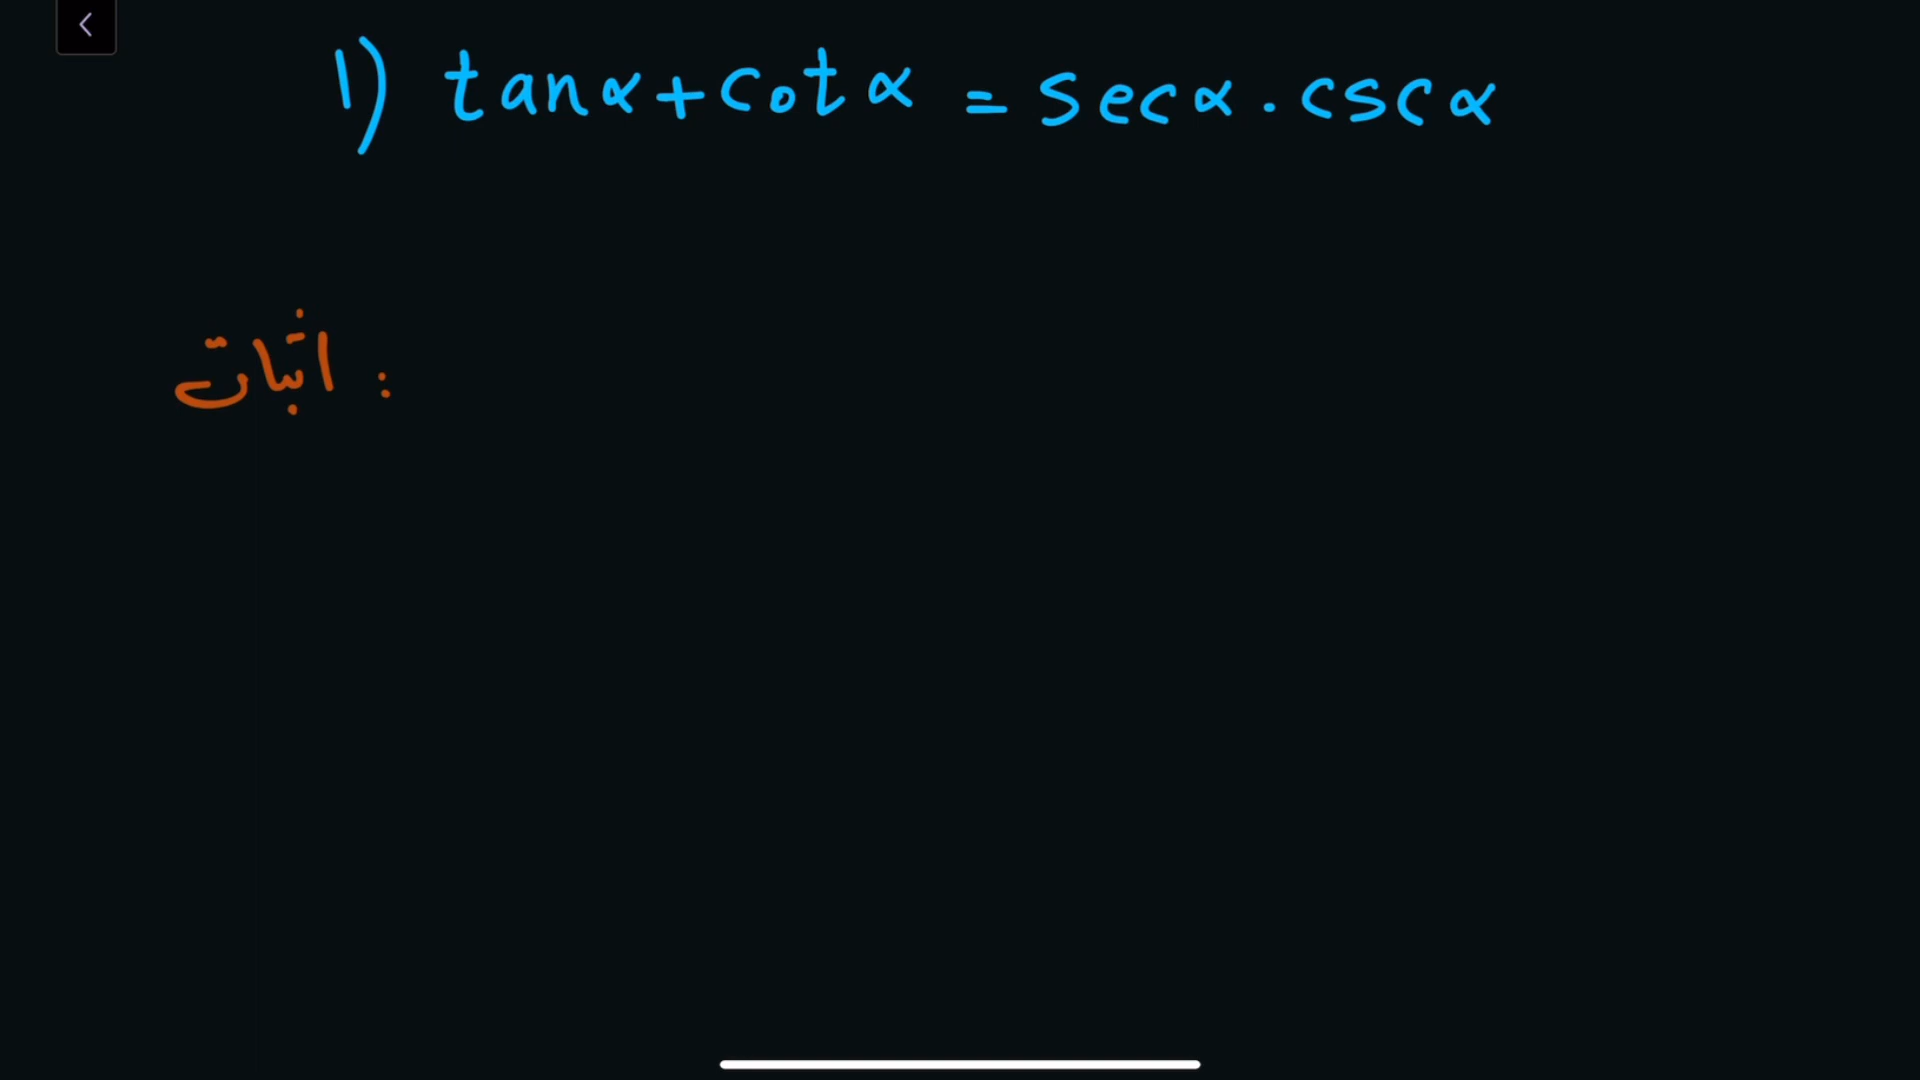 1) tanα + cotα = secα . cscα
اثبات :